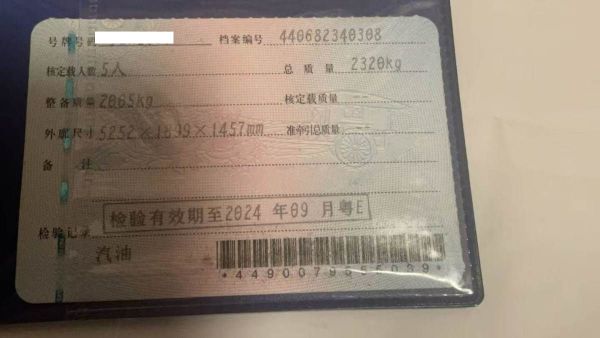 号牌号码 档案编号 440682340308
核定载人数 5人 总质量 2320kg
整备质量 2005kg 核定载质量
外廓尺寸 5252×1899×1457mm 准牵引总质量
备注
检验有效期至2024年09月粤E
检验记录
汽油